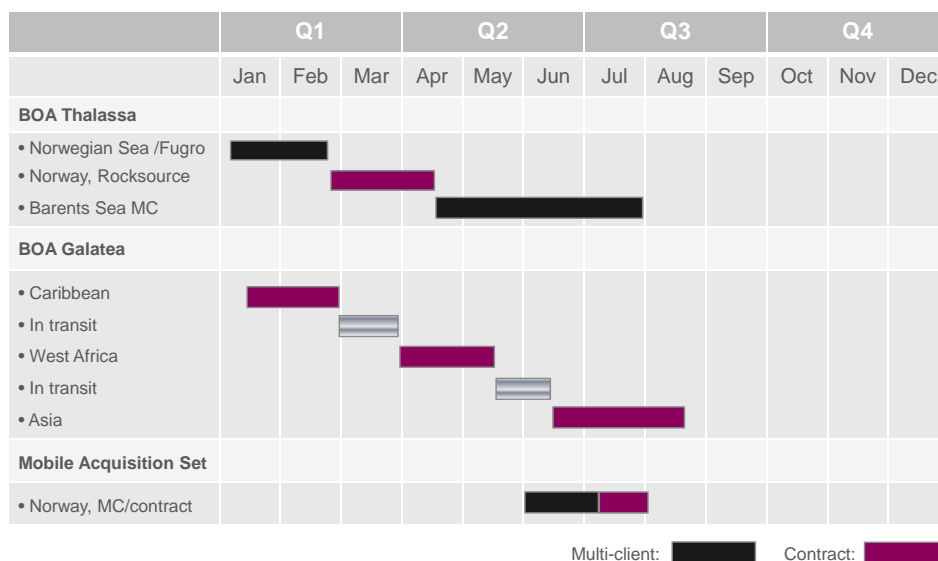 Q1 Q2 Q3 Q4
Jan Feb Mar Apr May Jun Jul Aug Sep Oct Nov Dec
BOA Thalassa
• Norwegian Sea /Fugro
• Norway, Rocksource
• Barents Sea MC
BOA Galatea
• Caribbean
• In transit
• West Africa
• In transit
• Asia
Mobile Acquisition Set
• Norway, MC/contract
Multi-client: Contract: